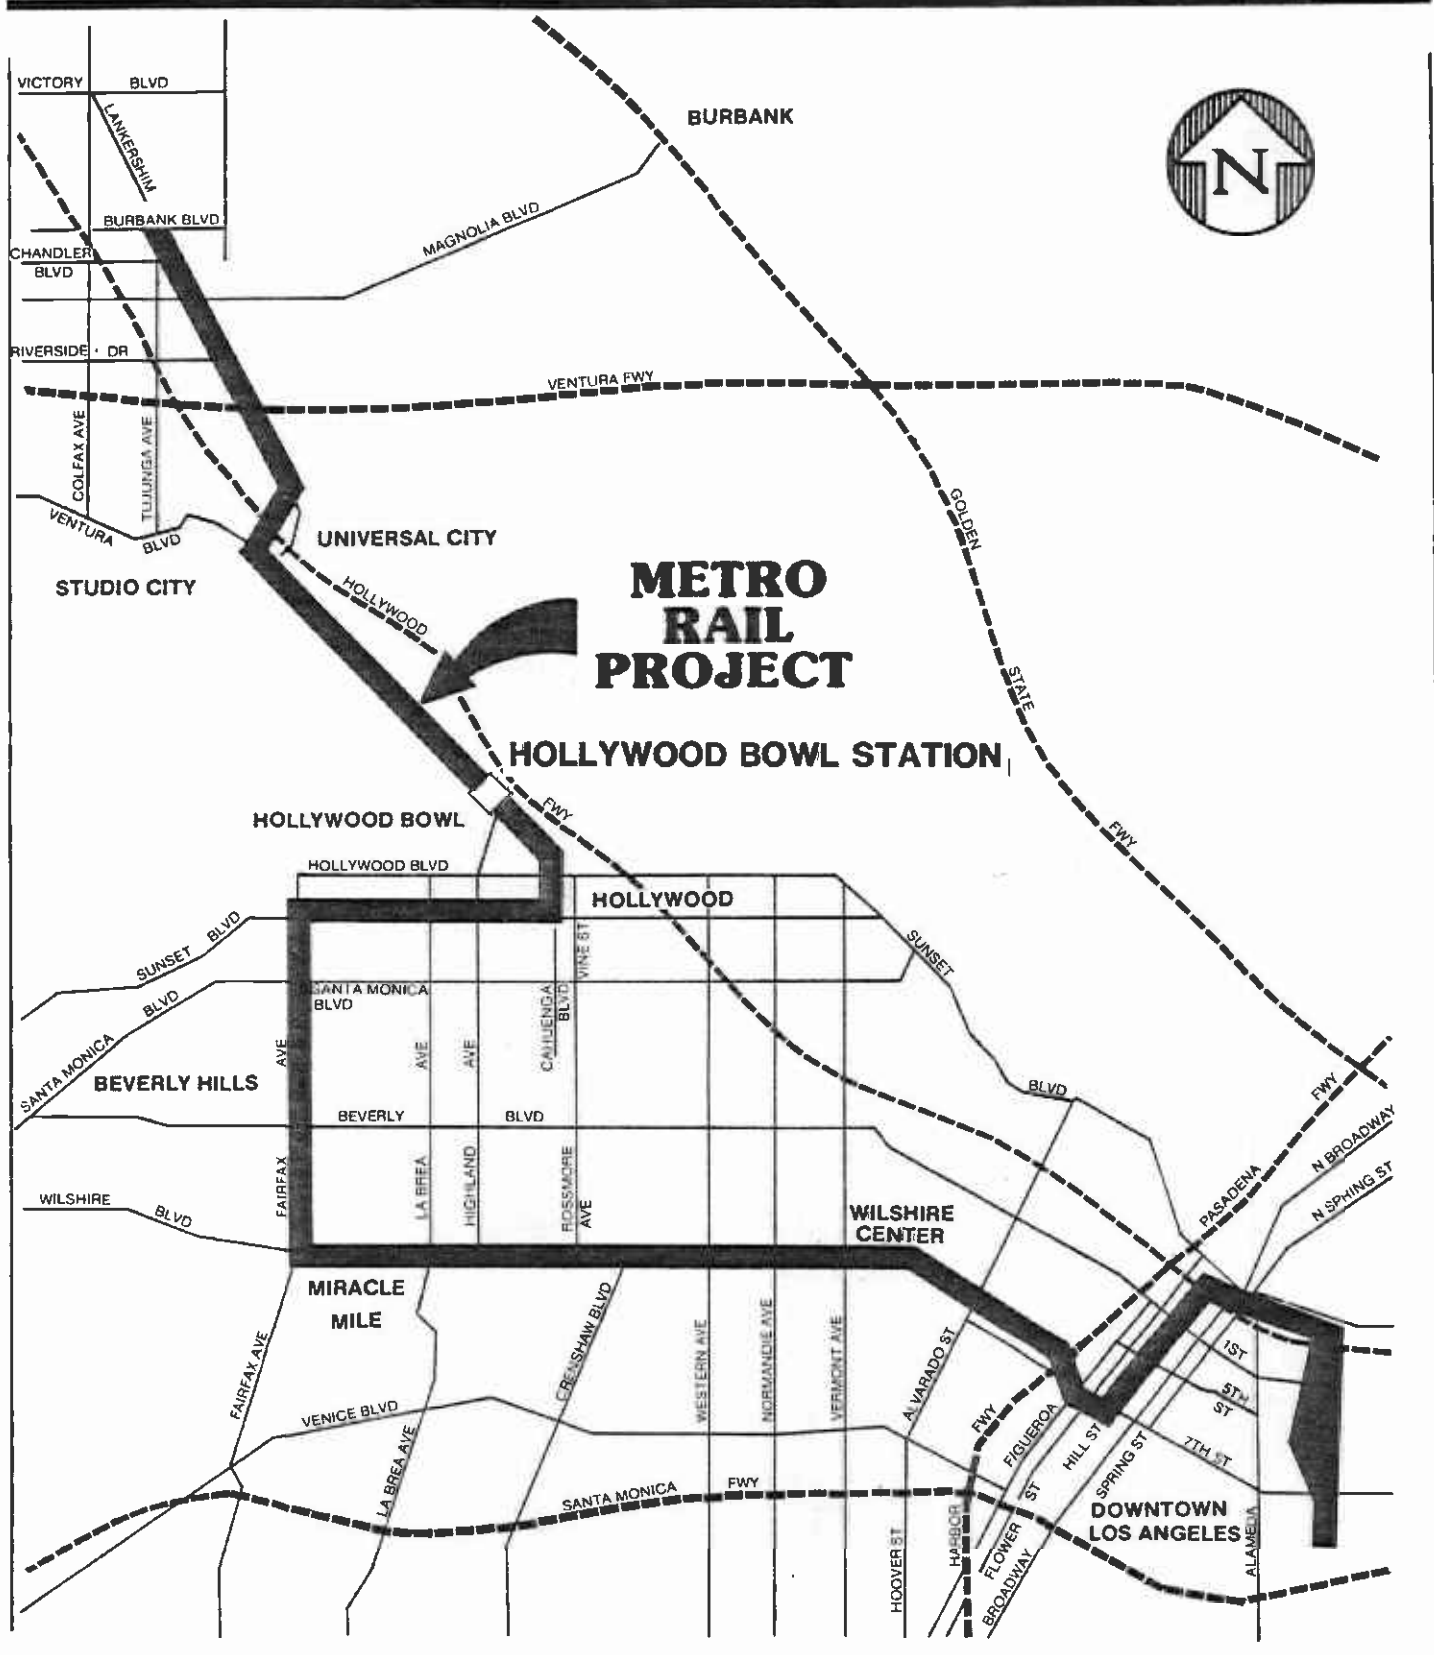 VICTORY BLVD
LANKERSHIM
BURBANK
N
BURBANK BLVD
MAGNOLIA BLVD
CHANDLER
BLVD
RIVERSIDE · DR
VENTURA FWY
COLFAX AVE
TUJUNGA AVE
VENTURA BLVD
GOLDEN
STATE
FWY
UNIVERSAL CITY
STUDIO CITY
HOLLYWOOD
FWY
METRO
RAIL
PROJECT
HOLLYWOOD BOWL STATION
HOLLYWOOD BOWL
HOLLYWOOD BLVD
HOLLYWOOD
SUNSET BLVD
VINE ST
SUNSET
BLVD
SANTA MONICA BLVD
SANTA MONICA
BLVD
CAHUENGA
BLVD
FAIRFAX AVE
LA BREA AVE
HIGHLAND AVE
BEVERLY HILLS
BEVERLY BLVD
ROSSMORE
AVE
PASADENA FWY
N BROADWAY
N SPRING ST
WILSHIRE BLVD
WILSHIRE
CENTER
MIRACLE
MILE
FAIRFAX AVE
CRENSHAW BLVD
WESTERN AVE
NORMANDIE AVE
VERMONT AVE
ALVARADO ST
1ST
5TH
ST
7TH ST
VENICE BLVD
LA BREA AVE
SANTA MONICA FWY
HARBOR FWY
FIGUEROA
ST
HILL ST
SPRING ST
DOWNTOWN
LOS ANGELES
HOOVER ST
FLOWER
BROADWAY
ALAMEDA